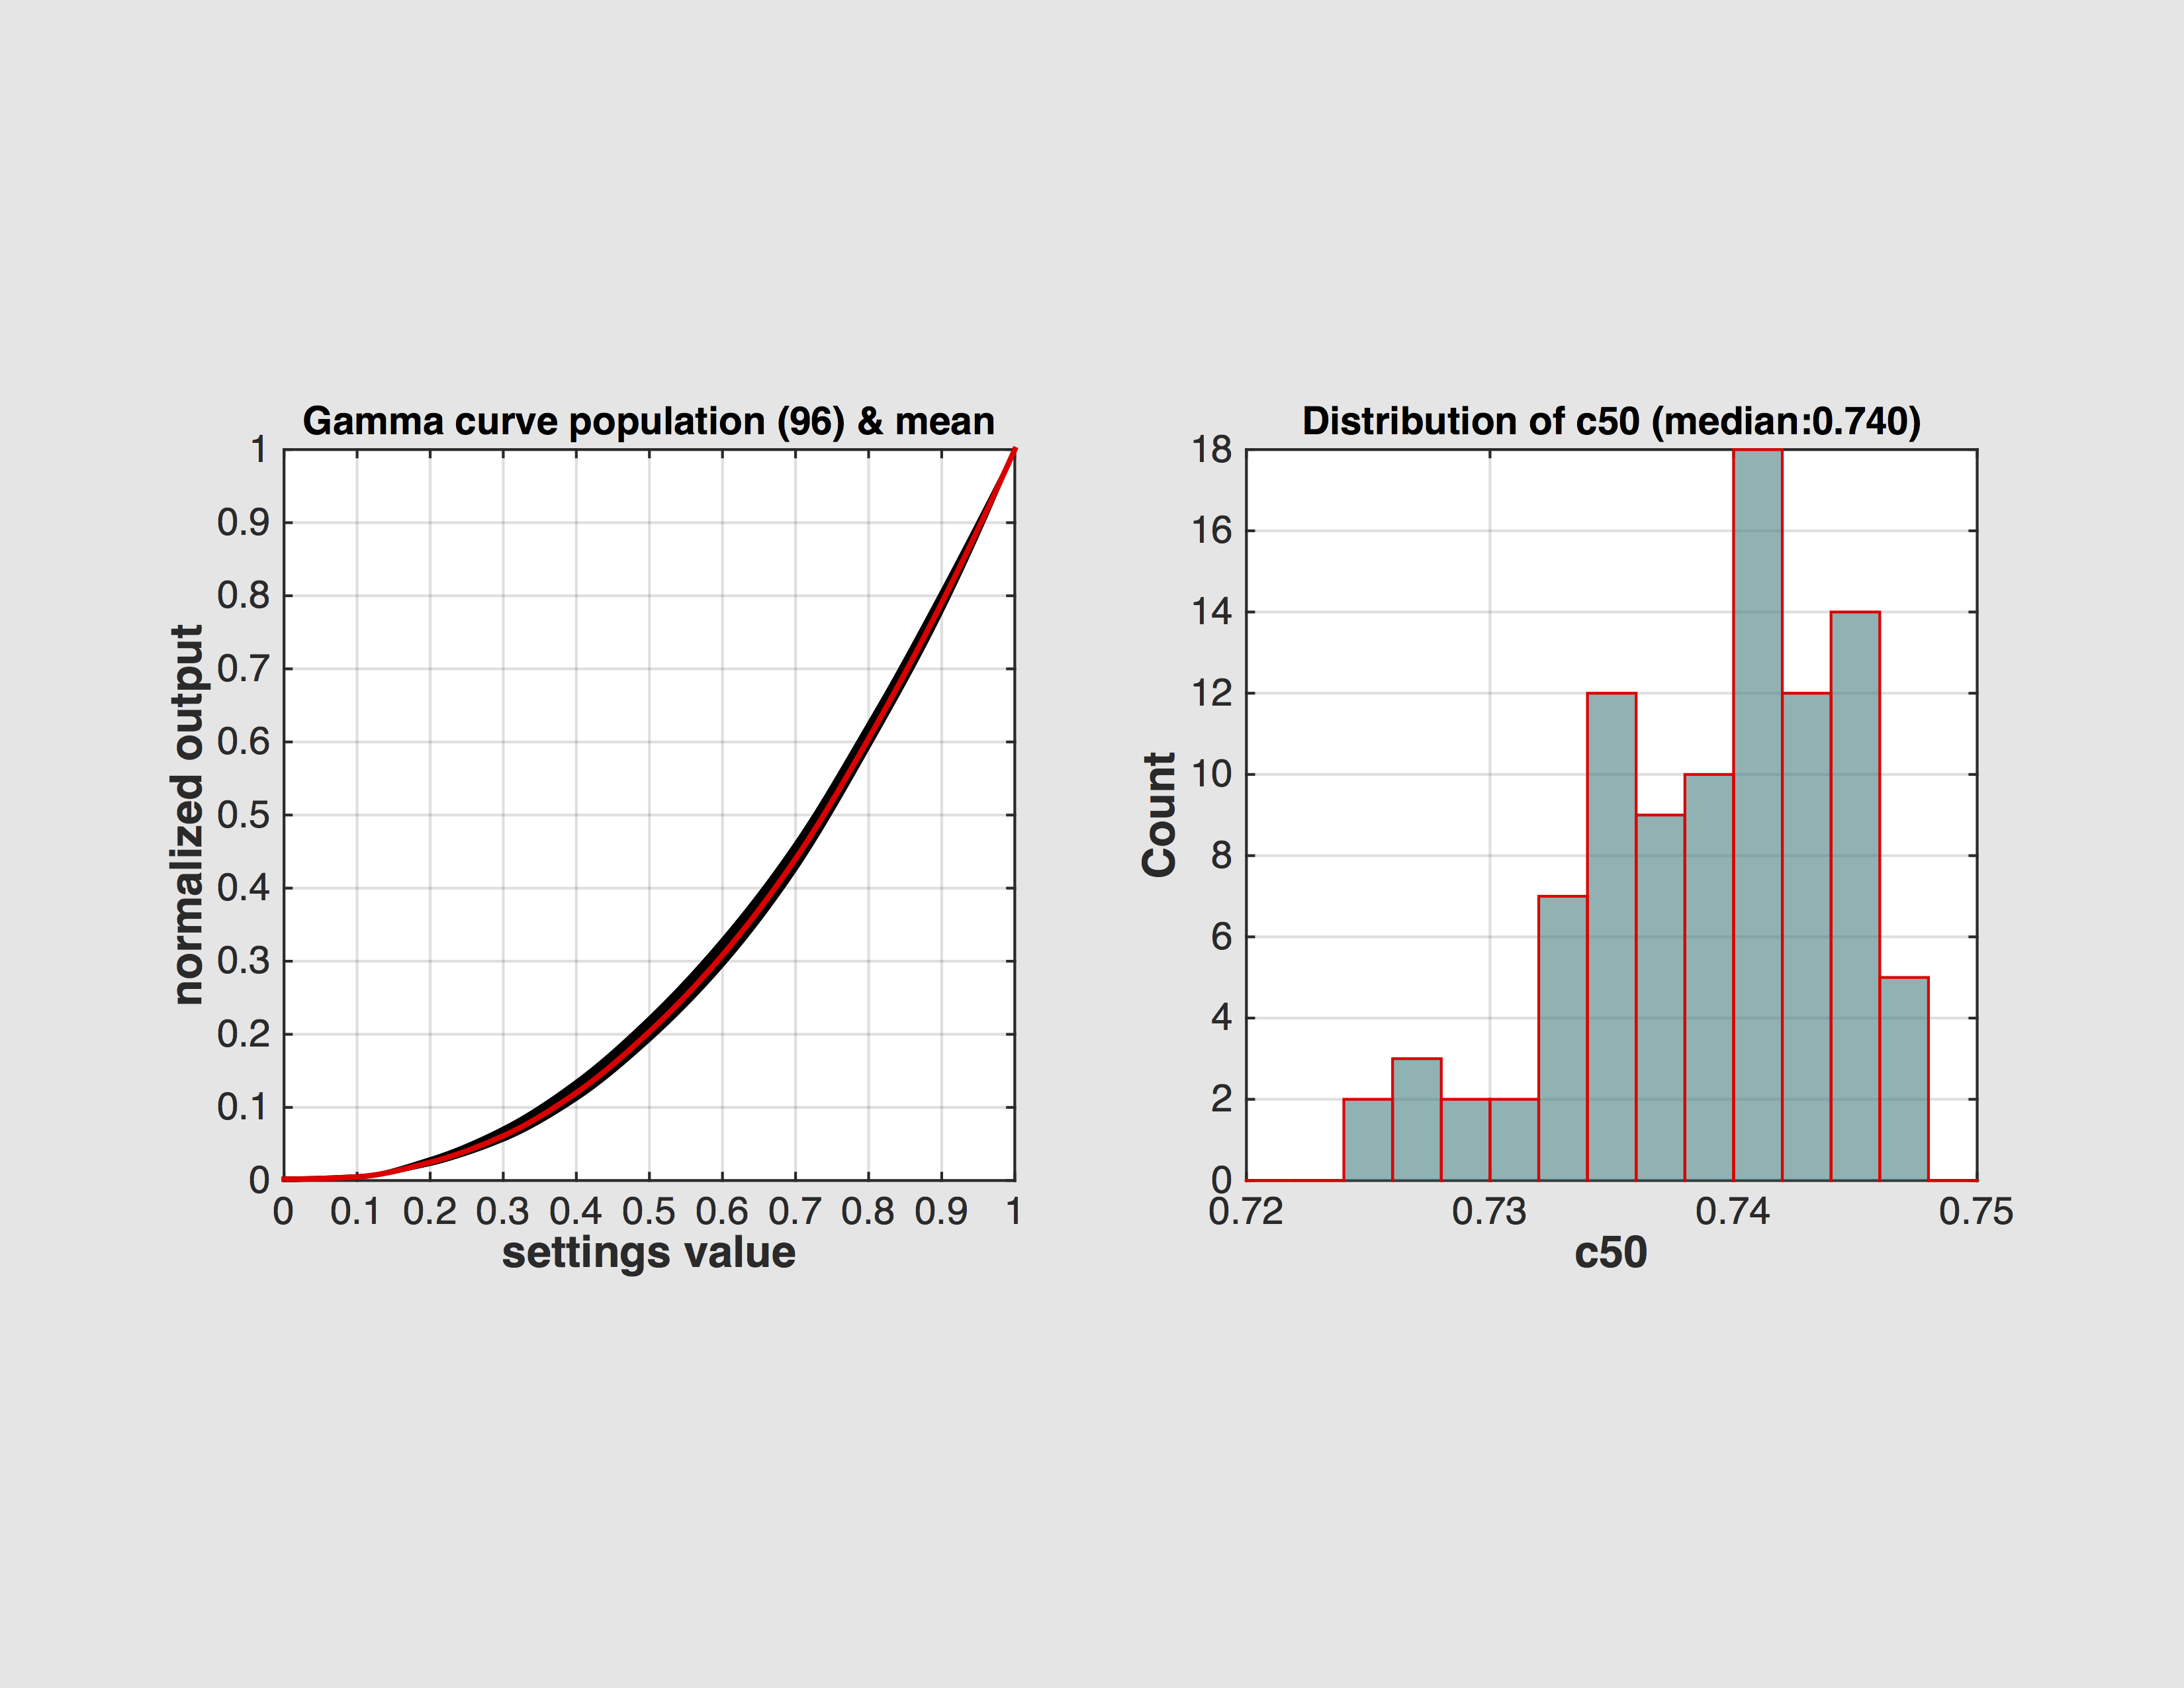 Gamma curve population (96) & mean
1
0.9
0.8
0.7
0.6
0.5
0.4
0.3
0.2
0.1
0
normalized output
0 0.1 0.2 0.3 0.4 0.5 0.6 0.7 0.8 0.9 1
settings value
Distribution of c50 (median:0.740)
18
16
14
12
10
8
6
4
2
0
Count
0.72 0.73 0.74 0.75
c50